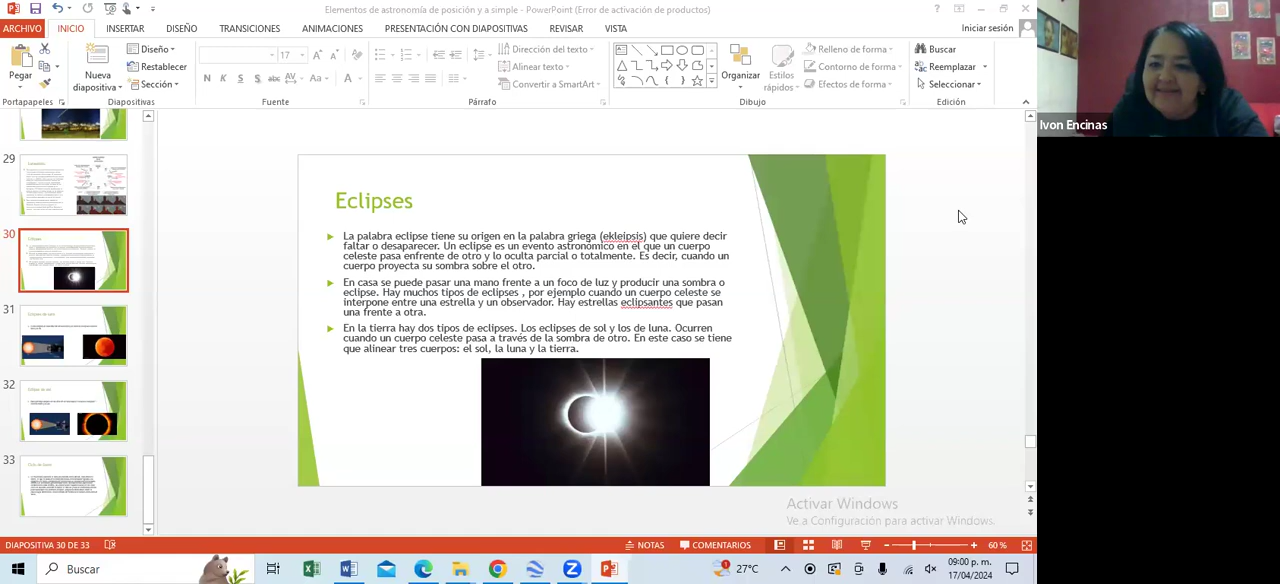 Elementos de astronomía de posición y a simple - PowerPoint (Error de activación de productos)
ARCHIVO INICIO INSERTAR DISEÑO TRANSICIONES ANIMACIONES PRESENTACIÓN CON DIAPOSITIVAS REVISAR VISTA Iniciar sesión
Pegar
Nueva
diapositiva
Diseño
Restablecer
Sección
17
N K S S abc AV Aa A
Dirección del texto
Alinear texto
Convertir a SmartArt
Organizar
Estilos
rápidos
Relleno de forma
Contorno de forma
Efectos de forma
Buscar
Reemplazar
Seleccionar
Portapapeles Diapositivas Fuente Párrafo Dibujo Edición
Ivon Encinas
29
30
31
32
33
Eclipses
La palabra eclipse tiene su origen en la palabra griega (ekleipsis) que quiere decir
faltar o desaparecer. Un eclipse es un evento astronómico en el que un cuerpo
celeste pasa enfrente de otro y lo oculta parcial o totalmente. Es decir, cuando un
cuerpo proyecta su sombra sobre el otro.
En casa se puede pasar una mano frente a un foco de luz y producir una sombra o
eclipse. Hay muchos tipos de eclipses , por ejemplo cuando un cuerpo celeste se
interpone entre una estrella y un observador. Hay estrellas eclipsantes que pasan
una frente a otra.
En la tierra hay dos tipos de eclipses. Los eclipses de sol y los de luna. Ocurren
cuando un cuerpo celeste pasa a través de la sombra de otro. En este caso se tiene
que alinear tres cuerpos: el sol, la luna y la tierra.
Activar Windows
Ve a Configuración para activar Windows.
DIAPOSITIVA 30 DE 33 NOTAS COMENTARIOS 60 %
Buscar
27°C
09:00 p. m.
17/04/2024